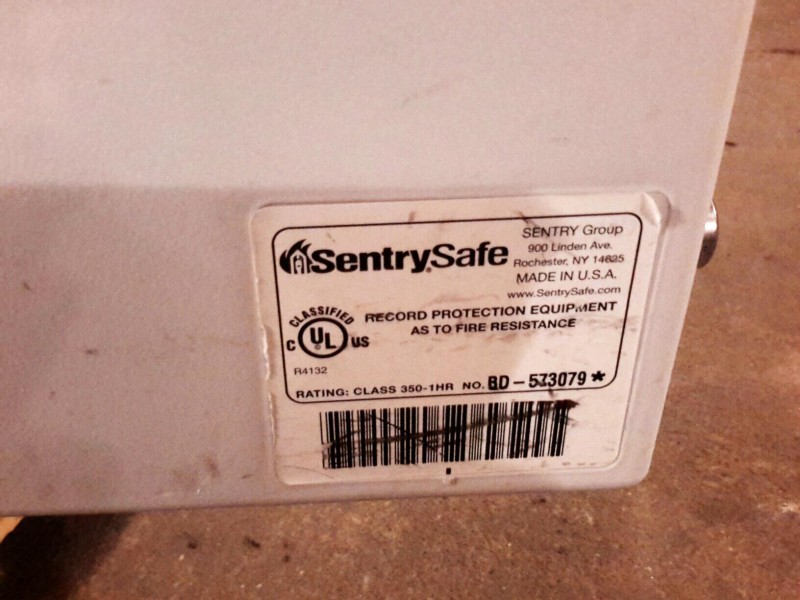 SentrySafe
SENTRY Group
900 Linden Ave.
Rochester, NY 14625
MADE IN U.S.A.
www.SentrySafe.com
CLASSIFIED
C UL US
RECORD PROTECTION EQUIPMENT
AS TO FIRE RESISTANCE
R4132
RATING: CLASS 350-1HR NO. BD - 573079 *